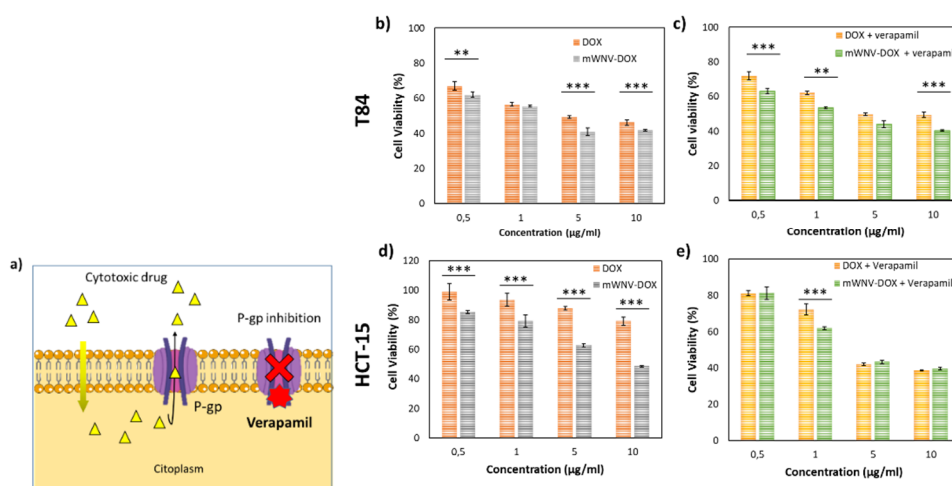 b)
DOX
mWNV-DOX
**
***
***
Cell Viability (%)
100
80
60
40
20
0
0,5
1
5
10
Concentration (µg/ml)
c)
DOX + verapamil
mWNV-DOX + verapamil
***
**
***
Cell viability (%)
100
80
60
40
20
0
0,5
1
5
10
Concentration (µg/ml)
T84
a)
Cytotoxic drug
P-gp inhibition
P-gp
Verapamil
Citoplasm
HCT-15
d)
DOX
mWNV-DOX
***
***
***
***
Cell Viability (%)
120
100
80
60
40
20
0
0,5
1
5
10
Concentration (µg/ml)
e)
DOX + Verapamil
mWNV-DOX + Verapamil
***
Cell Viability (%)
100
80
60
40
20
0
0,5
1
5
10
Concentration (µg/ml)